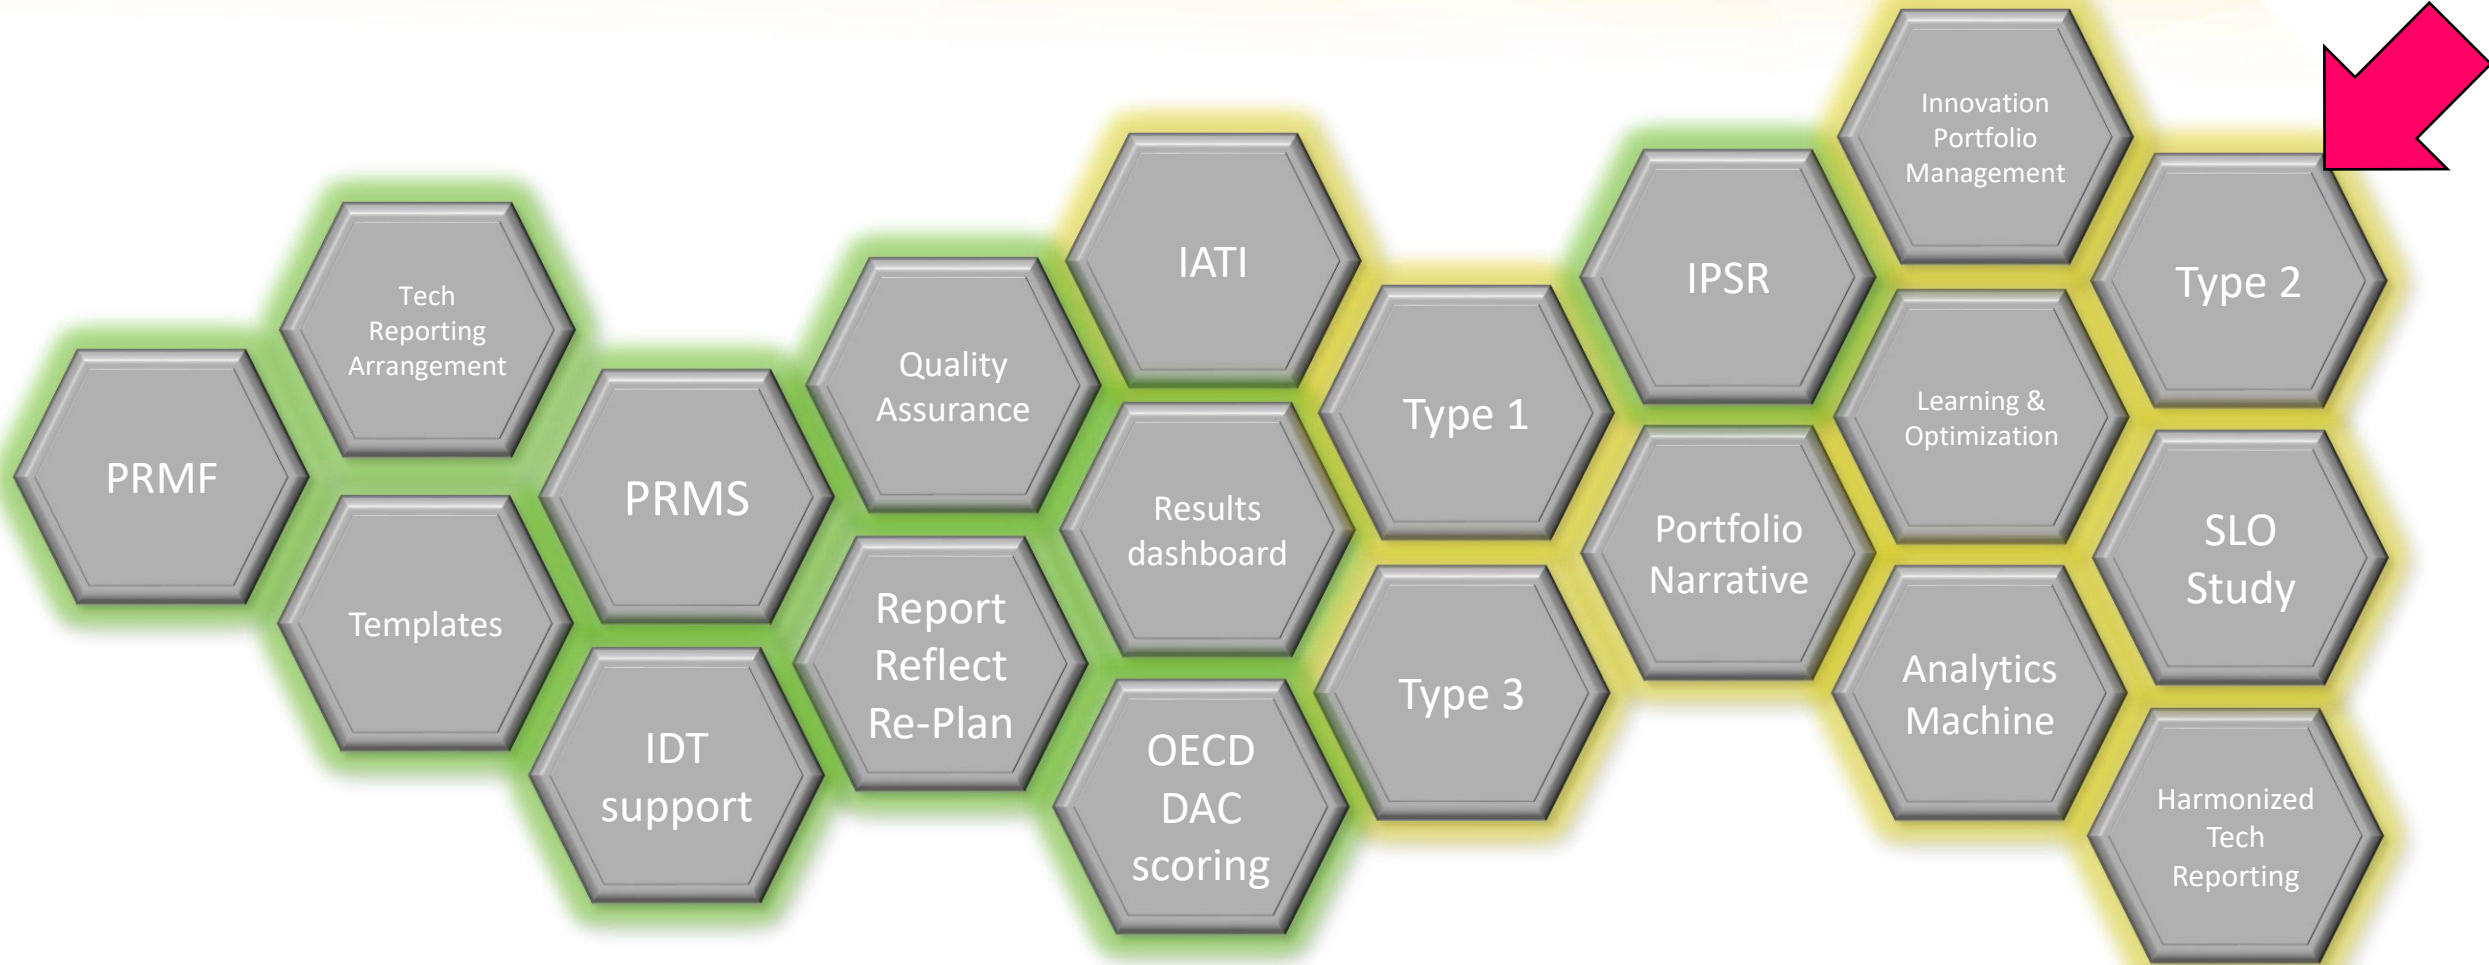 PRMF
Tech
Reporting
Arrangement
Templates
PRMS
IDT
support
Quality
Assurance
Report
Reflect
Re-Plan
IATI
Results
dashboard
OECD
DAC
scoring
Type 1
Type 3
IPSR
Portfolio
Narrative
Innovation
Portfolio
Management
Learning &
Optimization
Analytics
Machine
Type 2
SLO
Study
Harmonized
Tech
Reporting